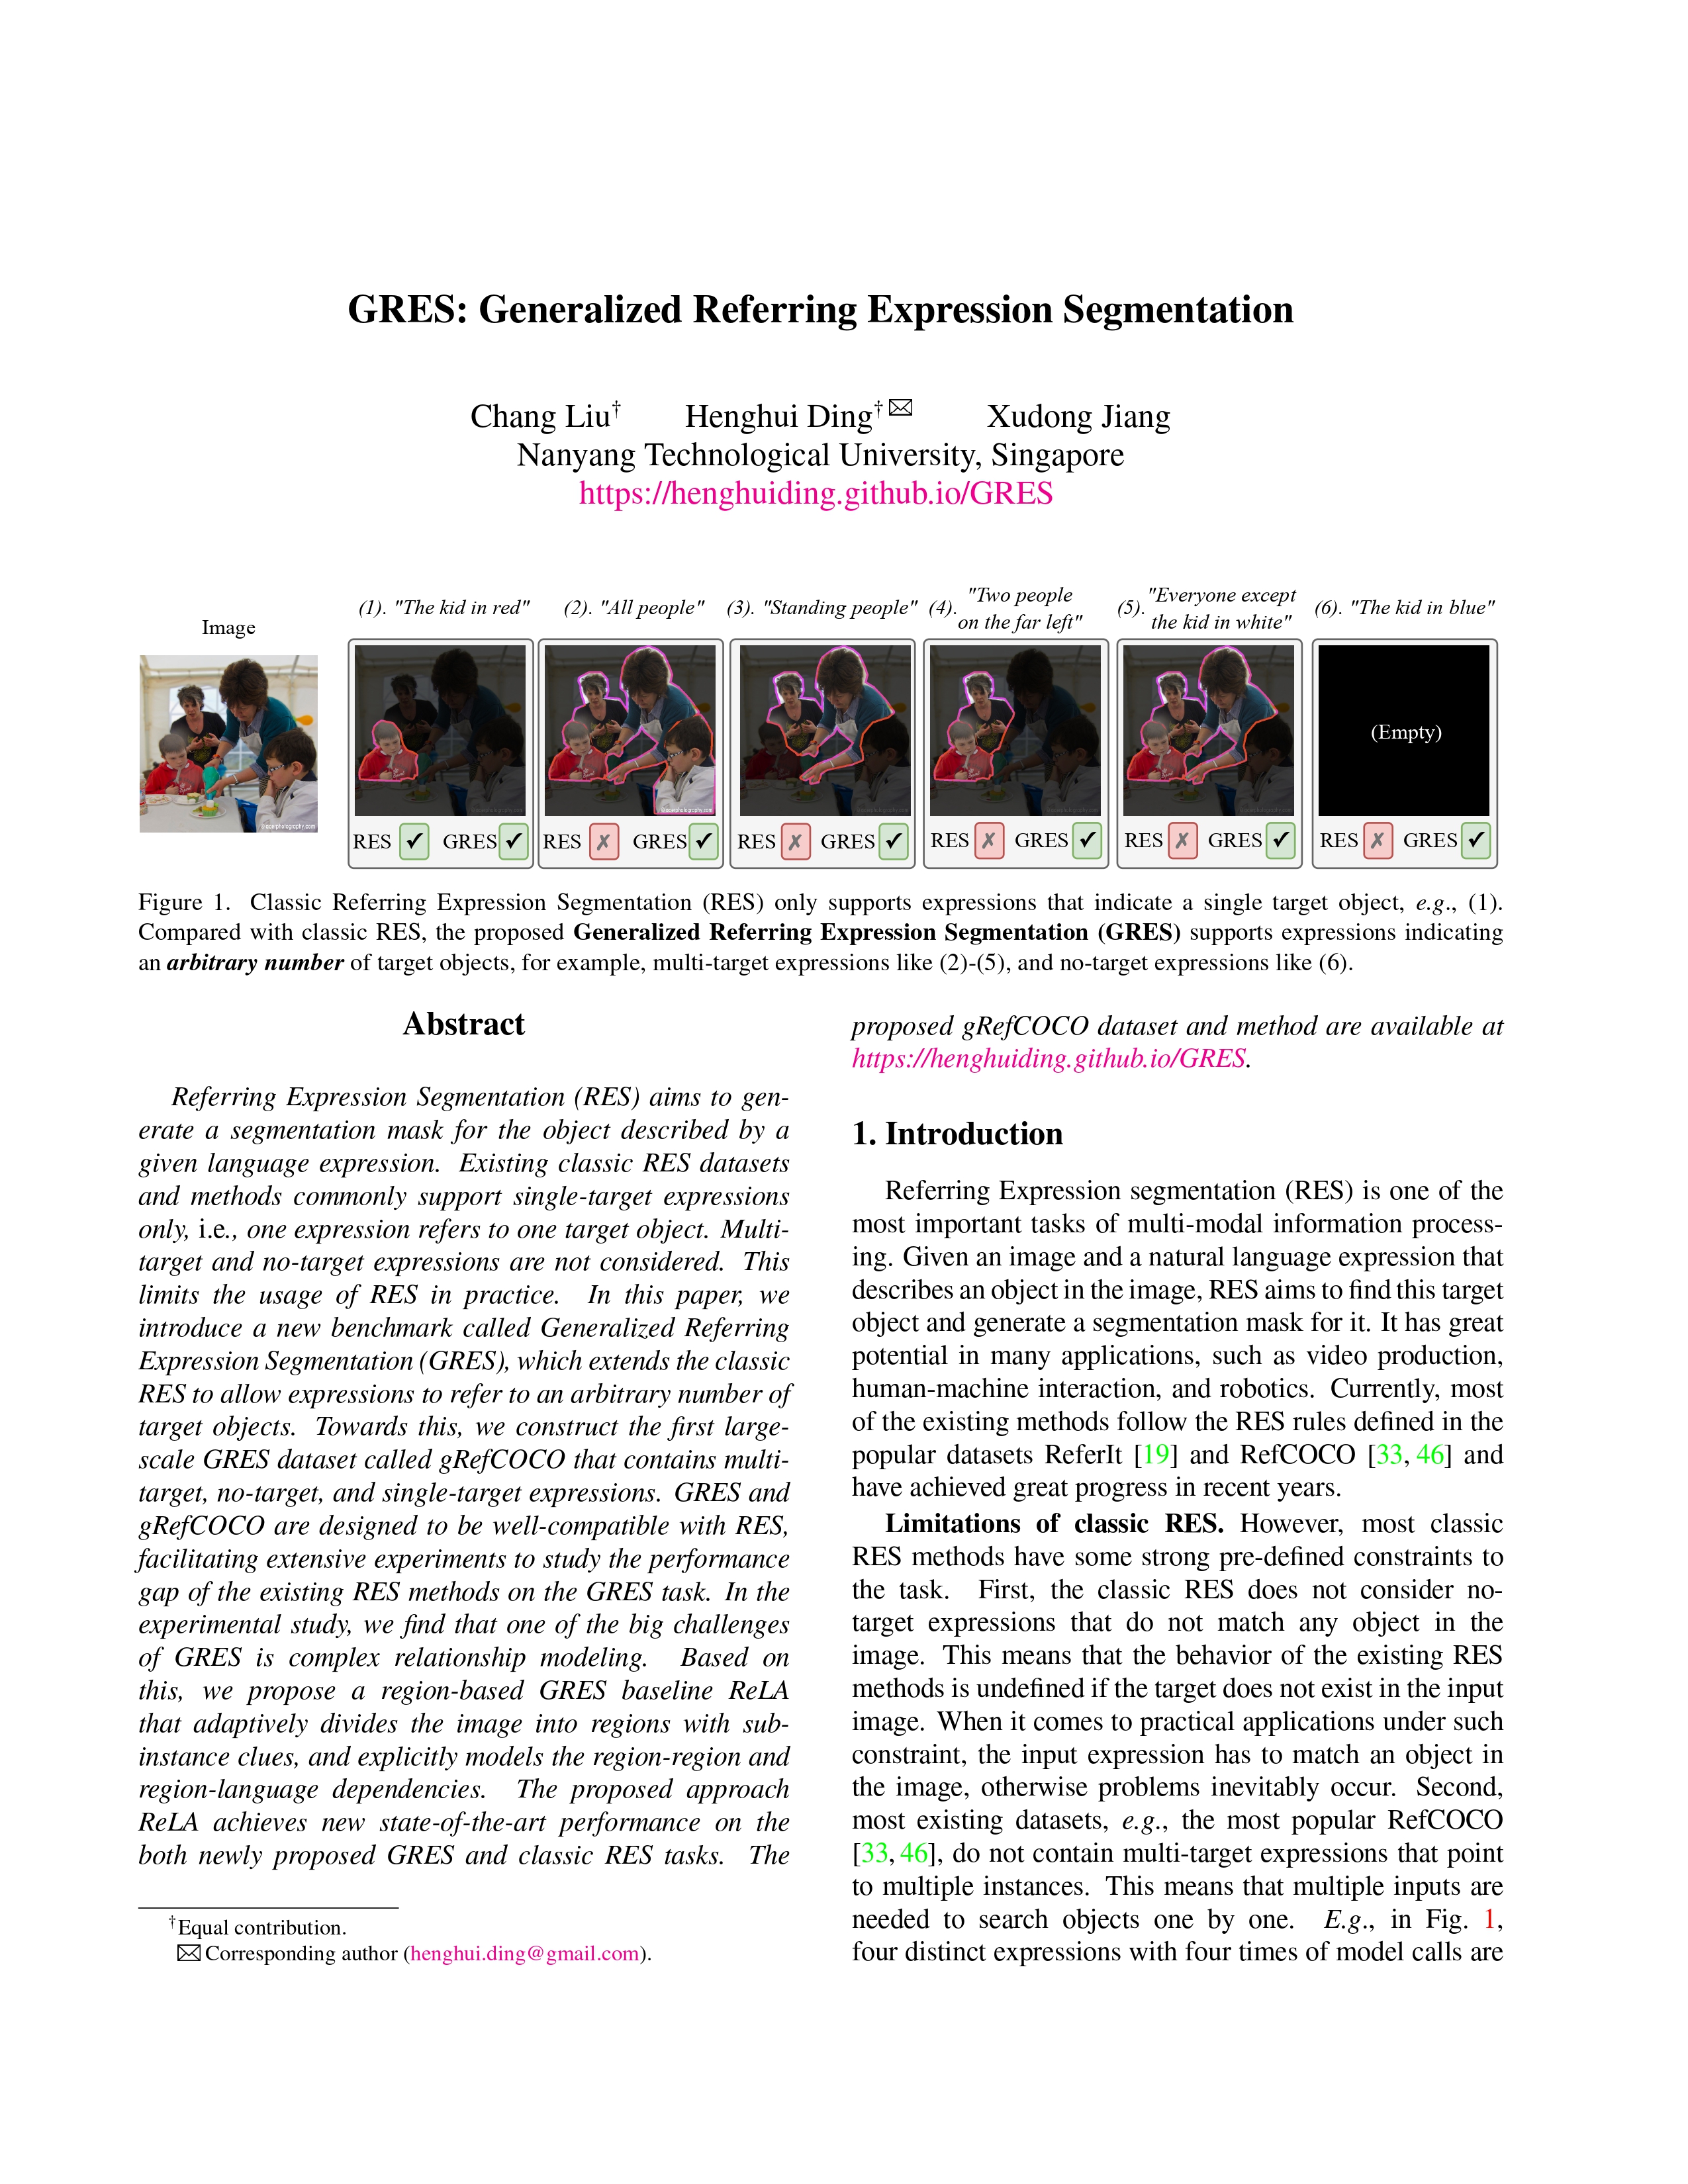 GRES: Generalized Referring Expression Segmentation
Chang Liu† Henghui Ding†✉ Xudong Jiang
Nanyang Technological University, Singapore
https://henghuiding.github.io/GRES
Image
(1). "The kid in red"
(2). "All people"
(3). "Standing people"
(4). "Two people
on the far left"
(5). "Everyone except
the kid in white"
(6). "The kid in blue"
(Empty)
RES ✔ GRES ✔
RES ✗ GRES ✔
RES ✗ GRES ✔
RES ✗ GRES ✔
RES ✗ GRES ✔
RES ✗ GRES ✔
Figure 1. Classic Referring Expression Segmentation (RES) only supports expressions that indicate a single target object, e.g., (1).
Compared with classic RES, the proposed Generalized Referring Expression Segmentation (GRES) supports expressions indicating
an arbitrary number of target objects, for example, multi-target expressions like (2)-(5), and no-target expressions like (6).
Abstract
Referring Expression Segmentation (RES) aims to gen-
erate a segmentation mask for the object described by a
given language expression. Existing classic RES datasets
and methods commonly support single-target expressions
only, i.e., one expression refers to one target object. Multi-
target and no-target expressions are not considered. This
limits the usage of RES in practice. In this paper, we
introduce a new benchmark called Generalized Referring
Expression Segmentation (GRES), which extends the classic
RES to allow expressions to refer to an arbitrary number of
target objects. Towards this, we construct the first large-
scale GRES dataset called gRefCOCO that contains multi-
target, no-target, and single-target expressions. GRES and
gRefCOCO are designed to be well-compatible with RES,
facilitating extensive experiments to study the performance
gap of the existing RES methods on the GRES task. In the
experimental study, we find that one of the big challenges
of GRES is complex relationship modeling. Based on
this, we propose a region-based GRES baseline ReLA
that adaptively divides the image into regions with sub-
instance clues, and explicitly models the region-region and
region-language dependencies. The proposed approach
ReLA achieves new state-of-the-art performance on the
both newly proposed GRES and classic RES tasks. The
†Equal contribution.
✉ Corresponding author (henghui.ding@gmail.com).
proposed gRefCOCO dataset and method are available at
https://henghuiding.github.io/GRES.
1. Introduction
Referring Expression segmentation (RES) is one of the
most important tasks of multi-modal information process-
ing. Given an image and a natural language expression that
describes an object in the image, RES aims to find this target
object and generate a segmentation mask for it. It has great
potential in many applications, such as video production,
human-machine interaction, and robotics. Currently, most
of the existing methods follow the RES rules defined in the
popular datasets ReferIt [19] and RefCOCO [33, 46] and
have achieved great progress in recent years.
Limitations of classic RES. However, most classic
RES methods have some strong pre-defined constraints to
the task. First, the classic RES does not consider no-
target expressions that do not match any object in the
image. This means that the behavior of the existing RES
methods is undefined if the target does not exist in the input
image. When it comes to practical applications under such
constraint, the input expression has to match an object in
the image, otherwise problems inevitably occur. Second,
most existing datasets, e.g., the most popular RefCOCO
[33, 46], do not contain multi-target expressions that point
to multiple instances. This means that multiple inputs are
needed to search objects one by one. E.g., in Fig. 1,
four distinct expressions with four times of model calls are